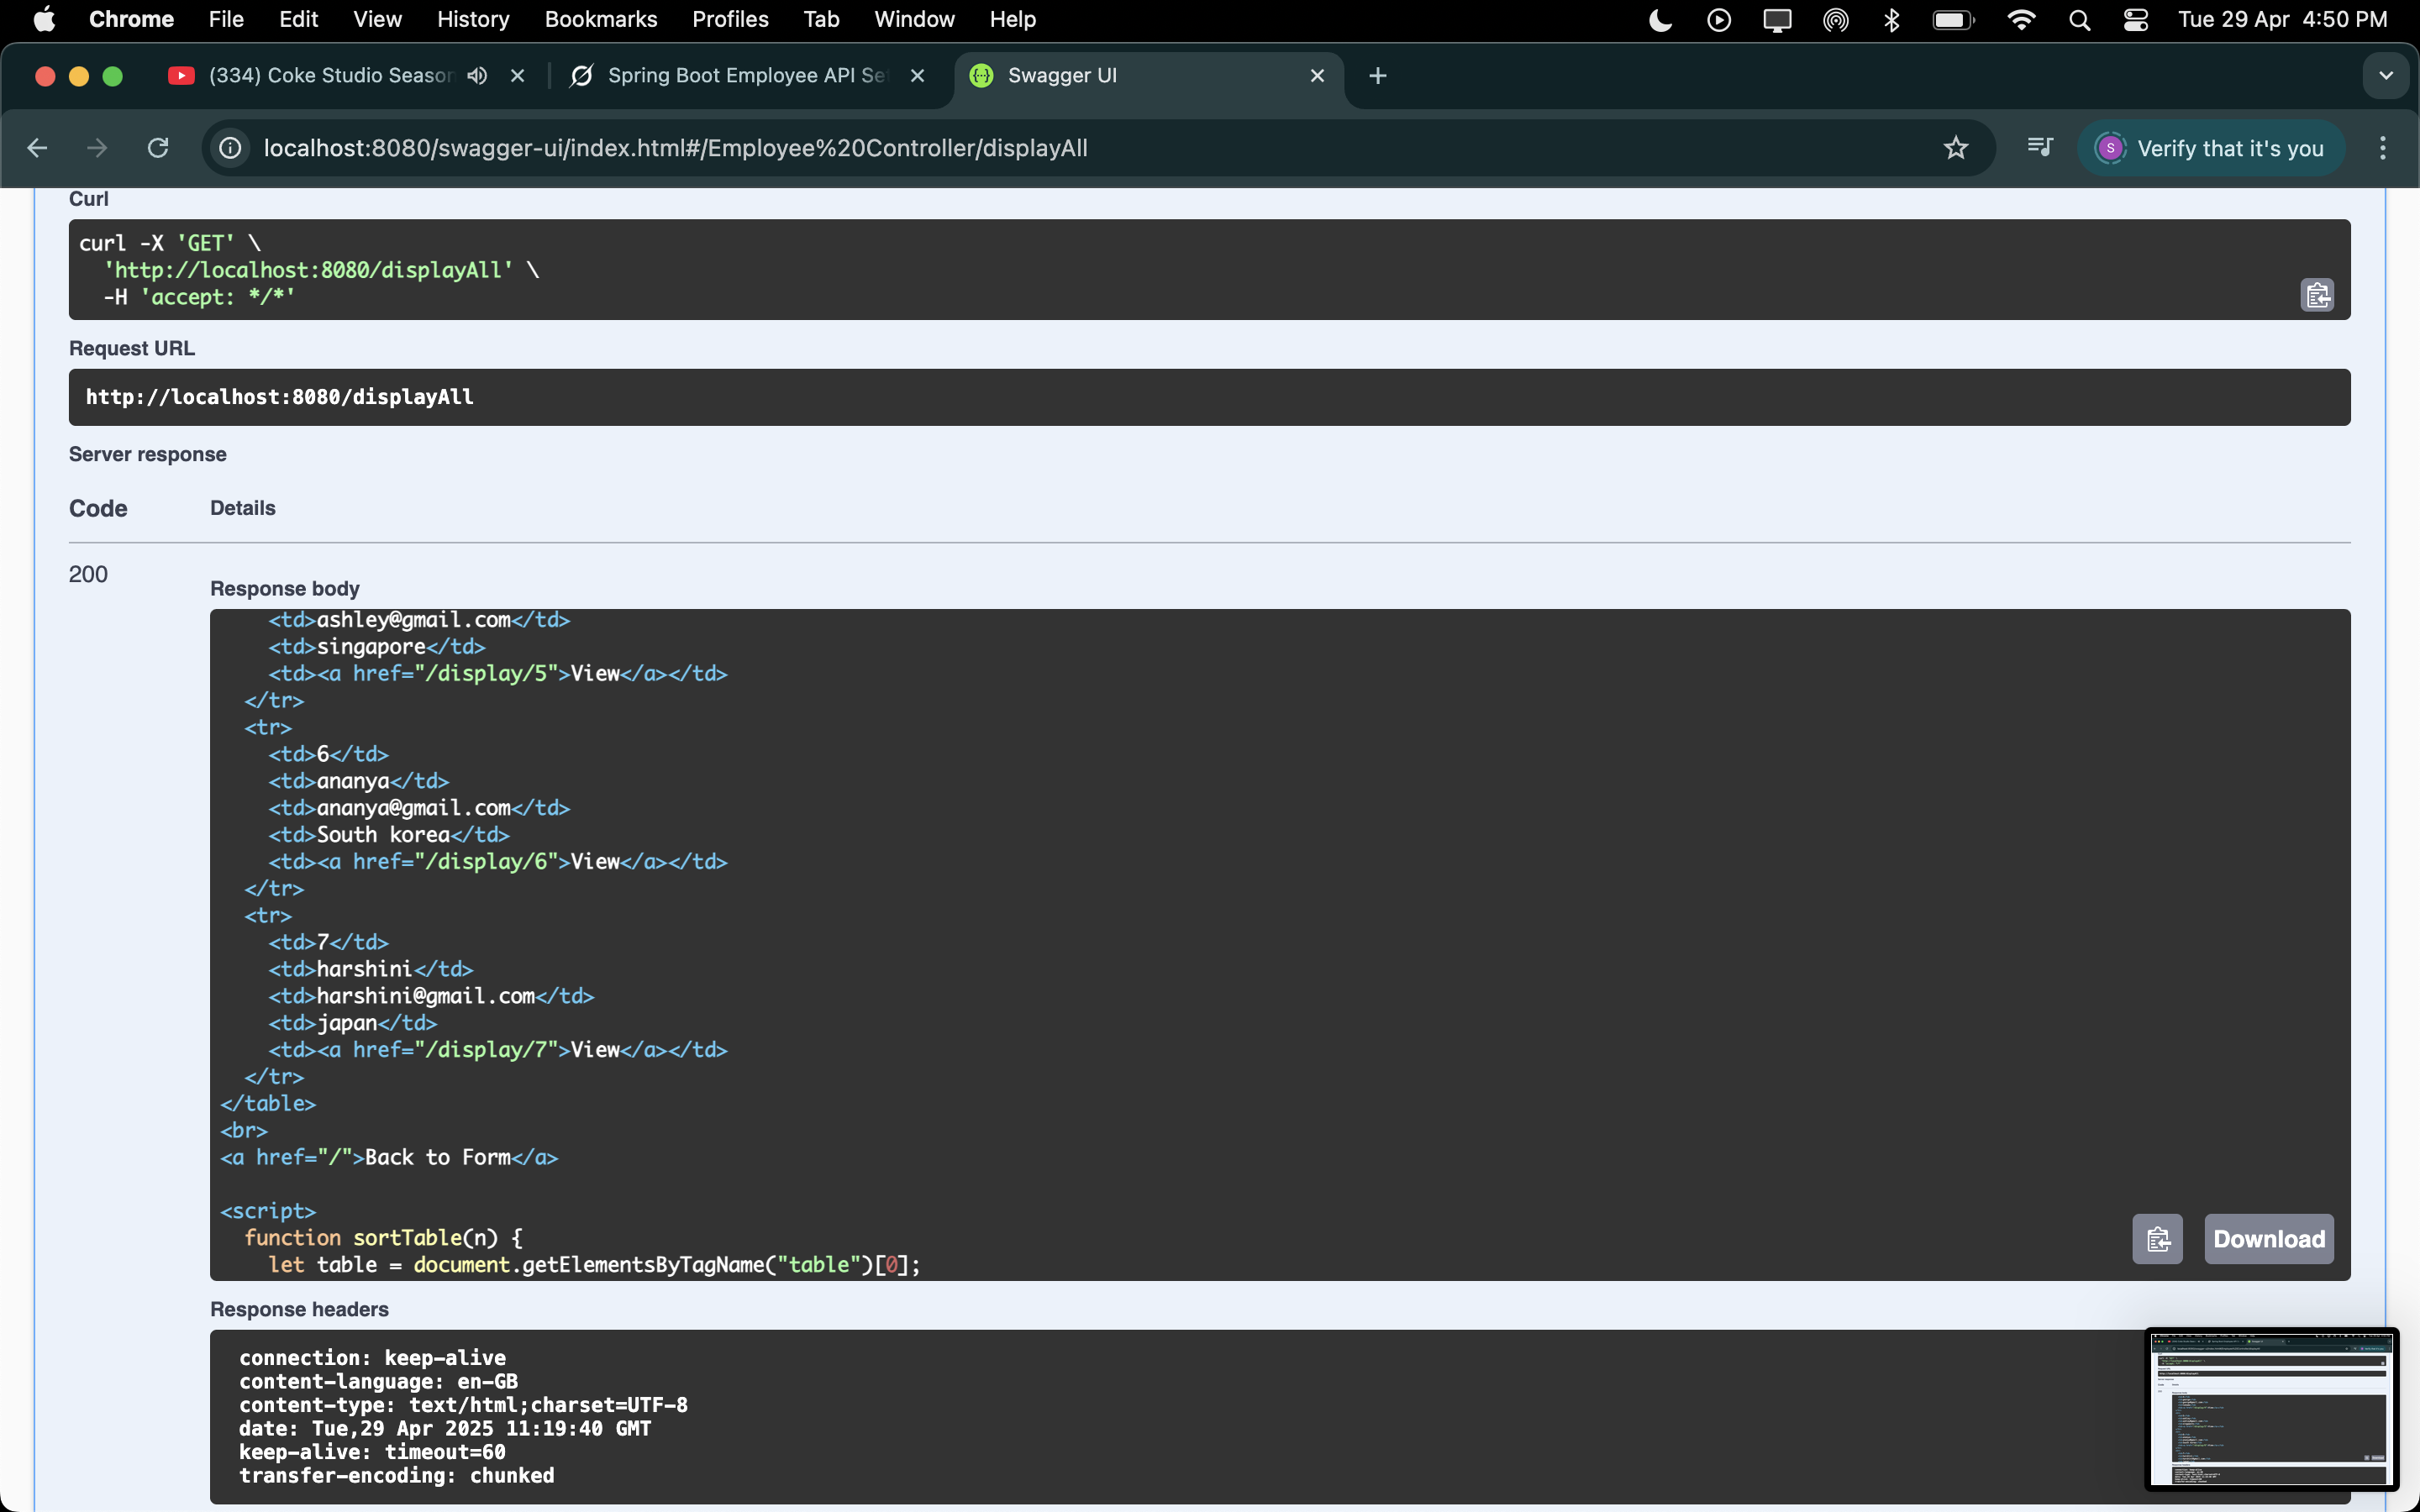 Chrome File Edit View History Bookmarks Profiles Tab Window Help Tue 29 Apr 4:50 PM
(334) Coke Studio Season Spring Boot Employee API Se Swagger UI
localhost:8080/swagger-ui/index.html#/Employee%20Controller/displayAll S Verify that it's you
Curl
curl -X 'GET' \
  'http://localhost:8080/displayAll' \
  -H 'accept: */*'
Request URL
http://localhost:8080/displayAll
Server response
Code Details
200
Response body
    <td>ashley@gmail.com</td>
    <td>singapore</td>
    <td><a href="/display/5">View</a></td>
  </tr>
  <tr>
    <td>6</td>
    <td>ananya</td>
    <td>ananya@gmail.com</td>
    <td>South korea</td>
    <td><a href="/display/6">View</a></td>
  </tr>
  <tr>
    <td>7</td>
    <td>harshini</td>
    <td>harshini@gmail.com</td>
    <td>japan</td>
    <td><a href="/display/7">View</a></td>
  </tr>
</table>
<br>
<a href="/">Back to Form</a>
<script>
  function sortTable(n) {
    let table = document.getElementsByTagName("table")[0];
Download
Response headers
connection: keep-alive
content-language: en-GB
content-type: text/html;charset=UTF-8
date: Tue,29 Apr 2025 11:19:40 GMT
keep-alive: timeout=60
transfer-encoding: chunked